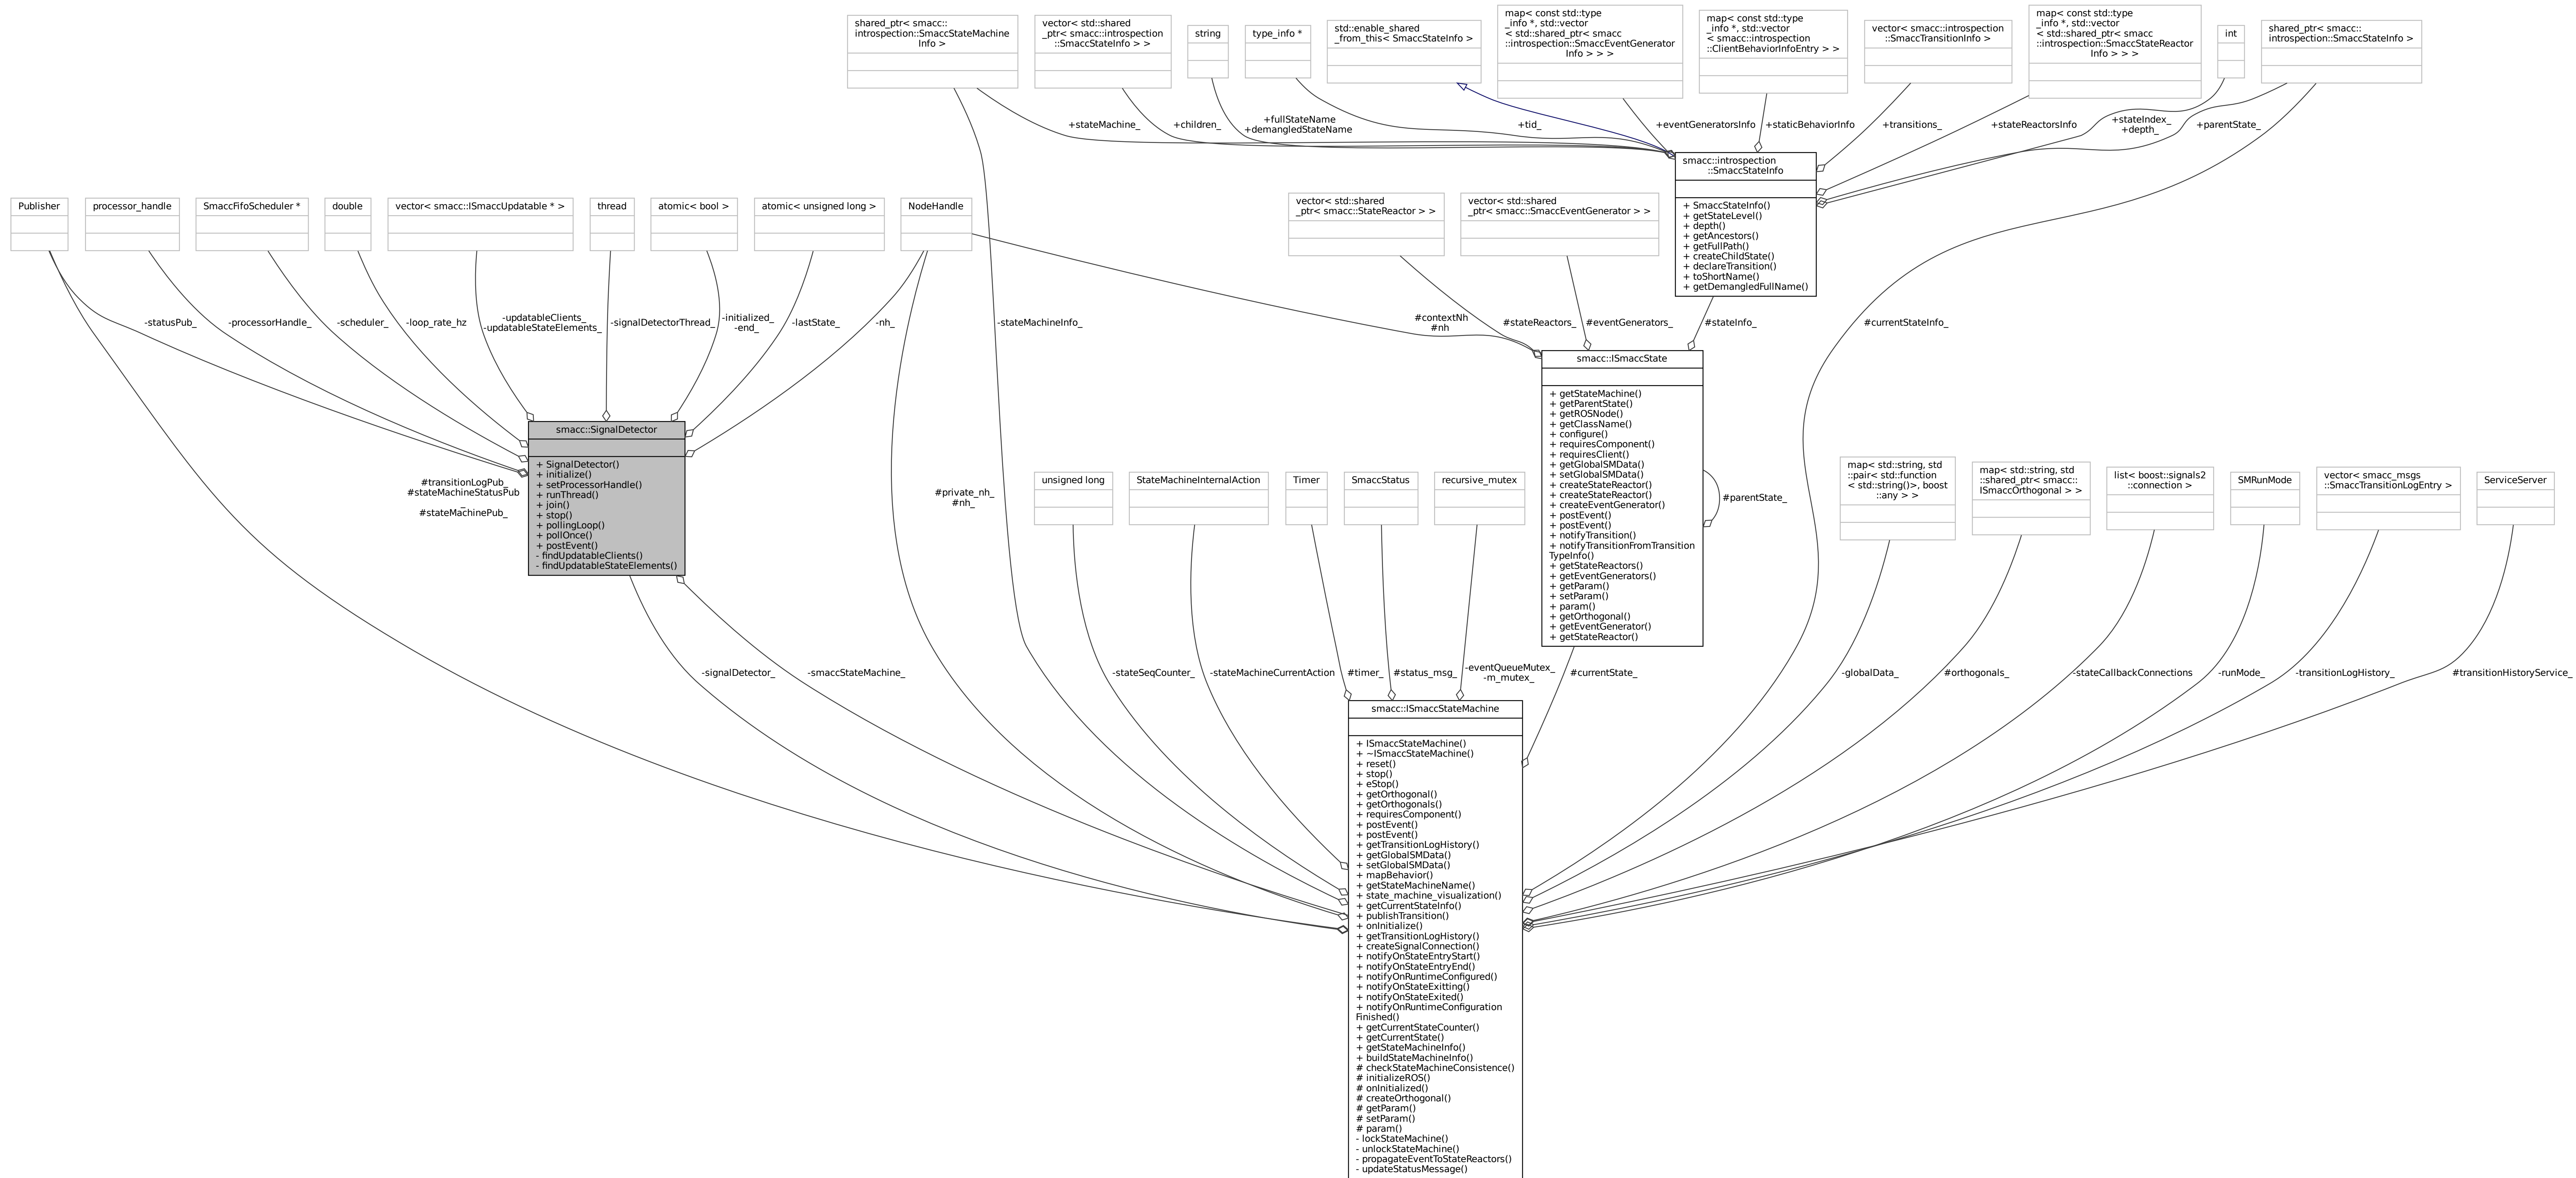 shared_ptr< smacc::
introspection::SmaccStateMachine
Info >
vector< std::shared
_ptr< smacc::introspection
::SmaccStateInfo > >
string
type_info *
std::enable_shared
_from_this< SmaccStateInfo >
map< const std::type
_info *, std::vector
< std::shared_ptr< smacc
::introspection::SmaccEventGenerator
Info > > >
map< const std::type
_info *, std::vector
< smacc::introspection
::ClientBehaviorInfoEntry > >
vector< smacc::introspection
::SmaccTransitionInfo >
map< const std::type
_info *, std::vector
< std::shared_ptr< smacc
::introspection::SmaccStateReactor
Info > > >
int
shared_ptr< smacc::
introspection::SmaccStateInfo >
+stateMachine_
+children_
+fullStateName
+demangledStateName
+tid_
+eventGeneratorsInfo
+staticBehaviorInfo
+transitions_
+stateReactorsInfo
+stateIndex_
+depth_
+parentState_
smacc::introspection
::SmaccStateInfo
+ SmaccStateInfo()
+ getStateLevel()
+ depth()
+ getAncestors()
+ getFullPath()
+ createChildState()
+ declareTransition()
+ toShortName()
+ getDemangledFullName()
Publisher
processor_handle
SmaccFifoScheduler *
double
vector< smacc::ISmaccUpdatable * >
thread
atomic< bool >
atomic< unsigned long >
NodeHandle
vector< std::shared
_ptr< smacc::StateReactor > >
vector< std::shared
_ptr< smacc::SmaccEventGenerator > >
-statusPub_
-processorHandle_
-scheduler_
-loop_rate_hz
-updatableClients_
-updatableStateElements_
-signalDetectorThread_
-initialized_
-end_
-lastState_
-nh_
-stateMachineInfo_
#contextNh
#nh
#stateReactors_
#eventGenerators_
#stateInfo_
#currentStateInfo_
smacc::ISmaccState
+ getStateMachine()
+ getParentState()
+ getROSNode()
+ getClassName()
+ configure()
+ requiresComponent()
+ requiresClient()
+ getGlobalSMData()
+ setGlobalSMData()
+ createStateReactor()
+ createStateReactor()
+ createEventGenerator()
+ postEvent()
+ postEvent()
+ notifyTransition()
+ notifyTransitionFromTransition
TypeInfo()
+ getStateReactors()
+ getEventGenerators()
+ getParam()
+ setParam()
+ param()
+ getOrthogonal()
+ getEventGenerator()
+ getStateReactor()
#parentState_
smacc::SignalDetector
+ SignalDetector()
+ initialize()
+ setProcessorHandle()
+ runThread()
+ join()
+ stop()
+ pollingLoop()
+ pollOnce()
+ postEvent()
- findUpdatableClients()
- findUpdatableStateElements()
#transitionLogPub_
#stateMachineStatusPub
_
#stateMachinePub_
#private_nh_
#nh_
unsigned long
StateMachineInternalAction
Timer
SmaccStatus
recursive_mutex
map< std::string, std
::pair< std::function
< std::string()>, boost
::any > >
map< std::string, std
::shared_ptr< smacc::
ISmaccOrthogonal > >
list< boost::signals2
::connection >
SMRunMode
vector< smacc_msgs
::SmaccTransitionLogEntry >
ServiceServer
-signalDetector_
-smaccStateMachine_
-stateSeqCounter_
-stateMachineCurrentAction
#timer_
#status_msg_
-eventQueueMutex_
-m_mutex_
#currentState_
-globalData_
#orthogonals_
-stateCallbackConnections
-runMode_
-transitionLogHistory_
#transitionHistoryService_
smacc::ISmaccStateMachine
+ ISmaccStateMachine()
+ ~ISmaccStateMachine()
+ reset()
+ stop()
+ eStop()
+ getOrthogonal()
+ getOrthogonals()
+ requiresComponent()
+ postEvent()
+ postEvent()
+ getTransitionLogHistory()
+ getGlobalSMData()
+ setGlobalSMData()
+ mapBehavior()
+ getStateMachineName()
+ state_machine_visualization()
+ getCurrentStateInfo()
+ publishTransition()
+ onInitialize()
+ getTransitionLogHistory()
+ createSignalConnection()
+ notifyOnStateEntryStart()
+ notifyOnStateEntryEnd()
+ notifyOnRuntimeConfigured()
+ notifyOnStateExitting()
+ notifyOnStateExited()
+ notifyOnRuntimeConfiguration
Finished()
+ getCurrentStateCounter()
+ getCurrentState()
+ getStateMachineInfo()
+ buildStateMachineInfo()
# checkStateMachineConsistence()
# initializeROS()
# onInitialized()
# createOrthogonal()
# getParam()
# setParam()
# param()
- lockStateMachine()
- unlockStateMachine()
- propagateEventToStateReactors()
- updateStatusMessage()